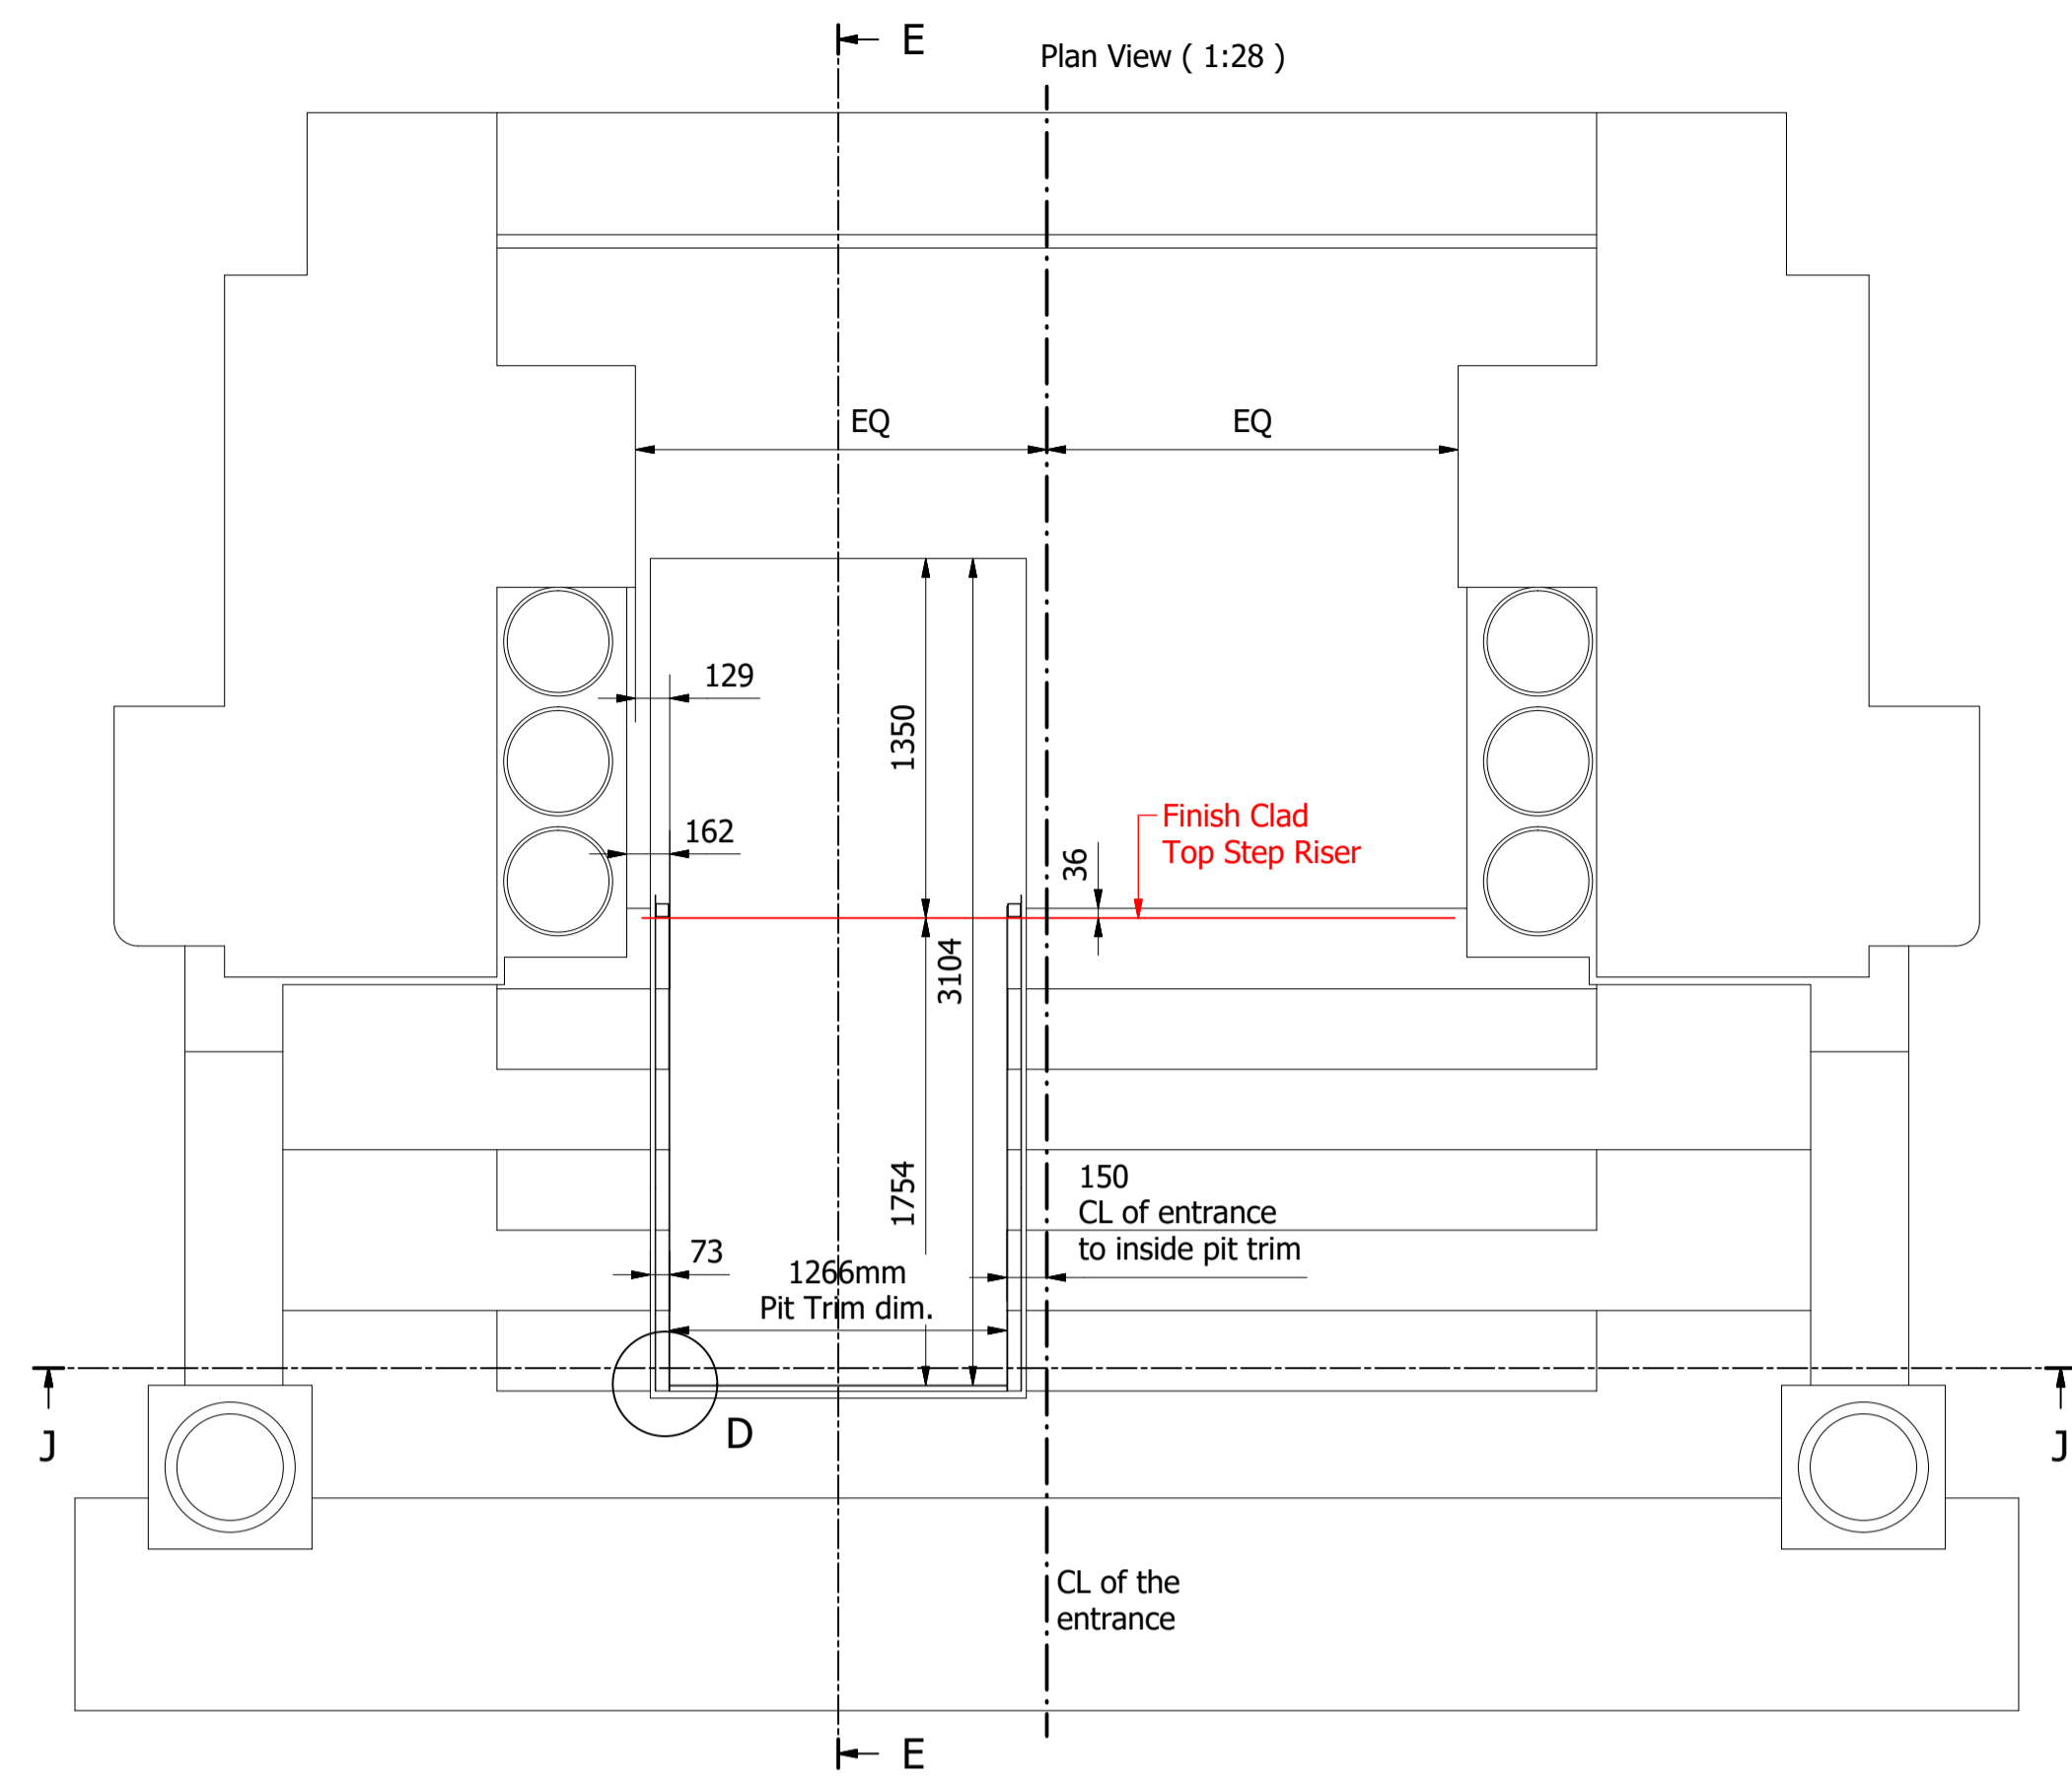 E
Plan View ( 1:28 )
EQ
EQ
129
1350
162
Finish Clad
Top Step Riser
36
3104
1754
150
CL of entrance
to inside pit trim
73
1266mm
Pit Trim dim.
J
D
J
CL of the
entrance
E